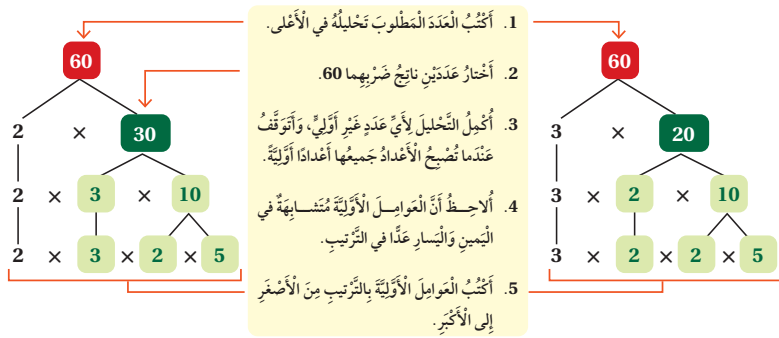 1. أَكْتُبُ الْعَدَدَ الْمَطْلوبَ تَحْليلُهُ في الْأَعْلى.
2. أَخْتارُ عَدَدَيْنِ ناتِجُ ضَرْبِهِما 60.
3. أُكْمِلُ التَّحْليلَ لِأَيِّ عَدَدٍ غَيْرِ أَوَّلِيٍّ، وَأَتَوَقَّفُ
عَنْدَما تُصْبِحُ الْأَعْدادُ جَميعُها أَعْدادًا أَوَّلِيَّةً.
4. أُلاحِــظُ أَنَّ الْعَوامِــلَ الْأَوَّلِيَّةَ مُتَشــابِهَةٌ في
الْيَمينِ وَالْيَسارِ عَدًّا في التَّرْتيبِ.
5. أَكْتُبُ الْعَوامِلَ الْأَوَّلِيَّةَ بِالتَّرْتيبِ مِنَ الْأَصْغَرِ
إِلى الْأَكْبَرِ.
60
2 × 30
2 × 3 × 10
2 × 3 × 2 × 5
60
3 × 20
3 × 2 × 10
3 × 2 × 2 × 5